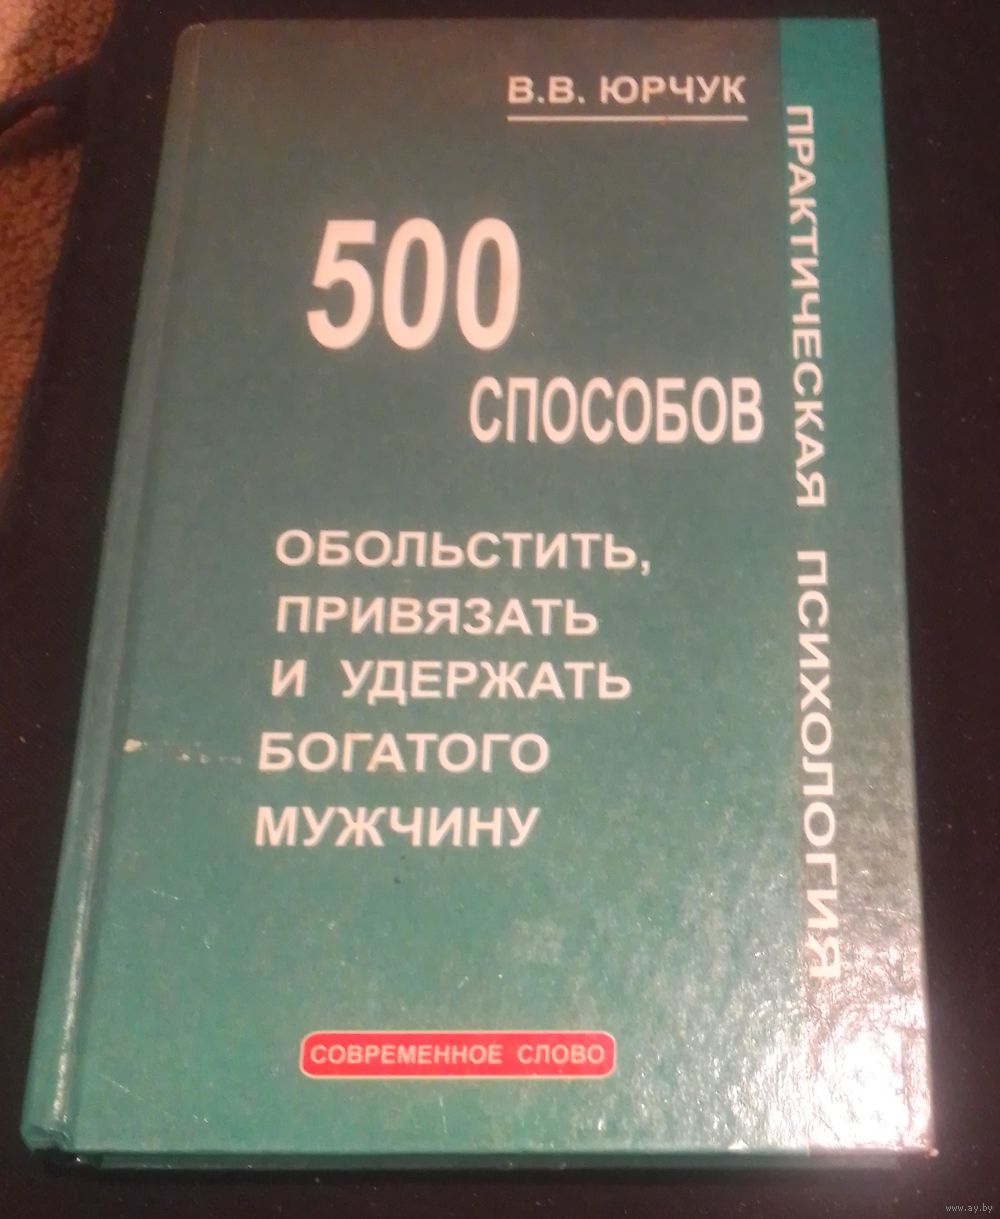 В.В. ЮРЧУК
500
СПОСОБОВ
ОБОЛЬСТИТЬ,
ПРИВЯЗАТЬ
И УДЕРЖАТЬ
БОГАТОГО
МУЖЧИНУ
СОВРЕМЕННОЕ СЛОВО
ПРАКТИЧЕСКАЯ ПСИХОЛОГИЯ
www.ay.by